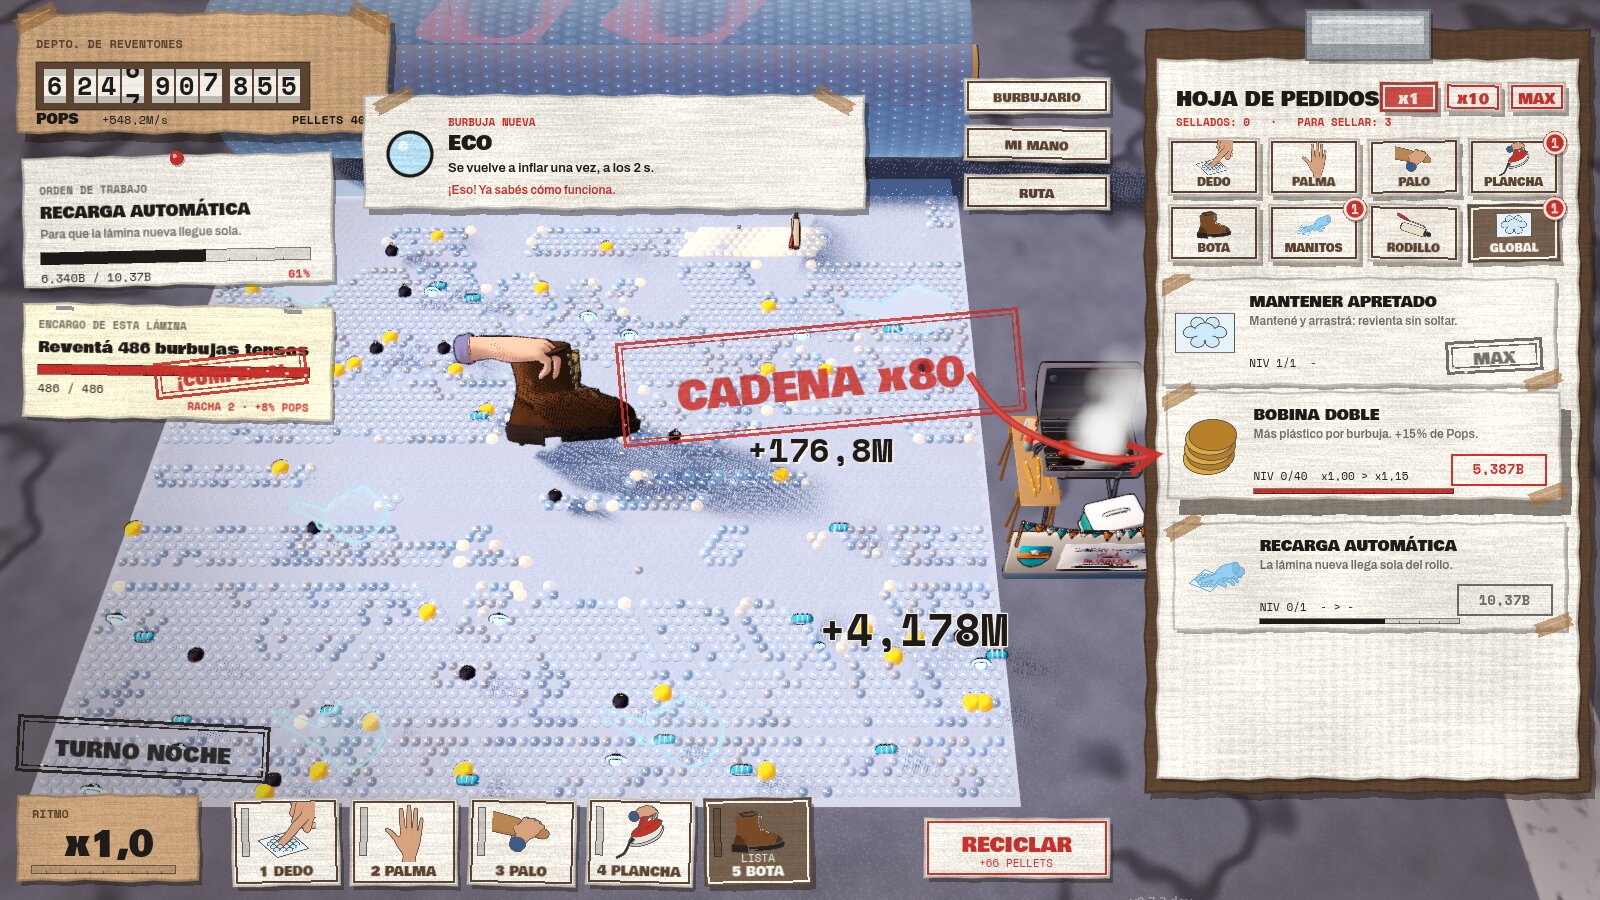 DEPTO. DE REVENTONES
907 855
POPS +548,2M/s PELLETS 40
ORDEN DE TRABAJO
RECARGA AUTOMÁTICA
Para que la lámina nueva llegue sola.
6,340B / 10,37B 61%
ENCARGO DE ESTA LÁMINA
Reventá 486 burbujas tensas
486 / 486
RACHA 2 · +8% POPS
BURBUJA NUEVA
ECO
Se vuelve a inflar una vez, a los 2 s.
¡Eso! Ya sabés cómo funciona.
BURBUJARIO
MI MANO
RUTA
CADENA x80
+176,8M
+4,178M
HOJA DE PEDIDOS x1 x10 MAX
SELLADOS: 0 · PARA SELLAR: 3
DEDO PALMA PALO PLANCHA 1
BOTA MANITOS 1 RODILLO GLOBAL 1
MANTENER APRETADO
Mantené y arrastrá: revienta sin soltar.
NIV 1/1 - MAX
BOBINA DOBLE
Más plástico por burbuja. +15% de Pops.
NIV 0/40 x1,00 > x1,15 5,387B
RECARGA AUTOMÁTICA
La lámina nueva llega sola del rollo.
NIV 0/1 - > - 10,37B
TURNO NOCHE
RITMO
x1,0
1 DEDO
2 PALMA
3 PALO
4 PLANCHA
LISTA
5 BOTA
RECICLAR
+66 PELLETS